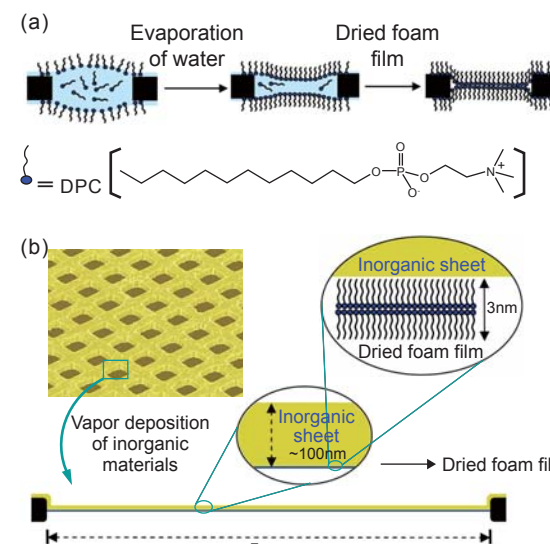 (a)
Evaporation
of water
Dried foam
film
= DPC
O
O
P
O
O-
N
+
(b)
Inorganic sheet
3nm
Dried foam film
Inorganic
sheet
~100nm
Vapor deposition
of inorganic
materials
Dried foam fil